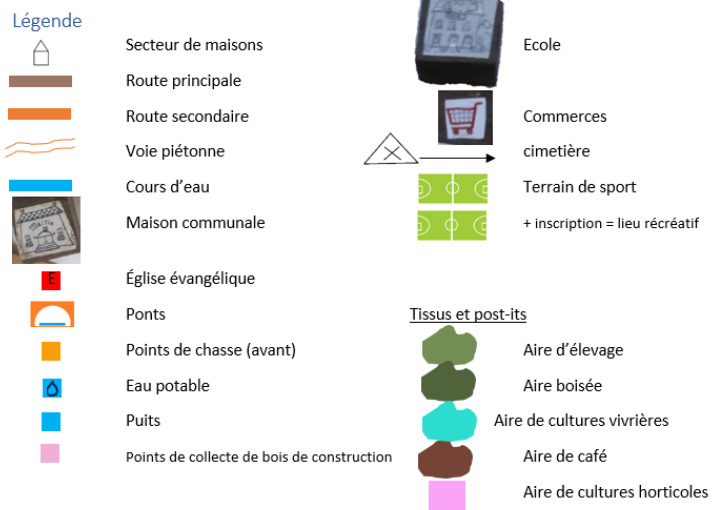 Légende
Secteur de maisons
Route principale
Route secondaire
Voie piétonne
Cours d'eau
Maison communale
E
Église évangélique
Ponts
Points de chasse (avant)
Eau potable
Puits
Points de collecte de bois de construction
Ecole
Commerces
cimetière
Terrain de sport
+ inscription = lieu récréatif
Tissus et post-its
Aire d'élevage
Aire boisée
Aire de cultures vivrières
Aire de café
Aire de cultures horticoles